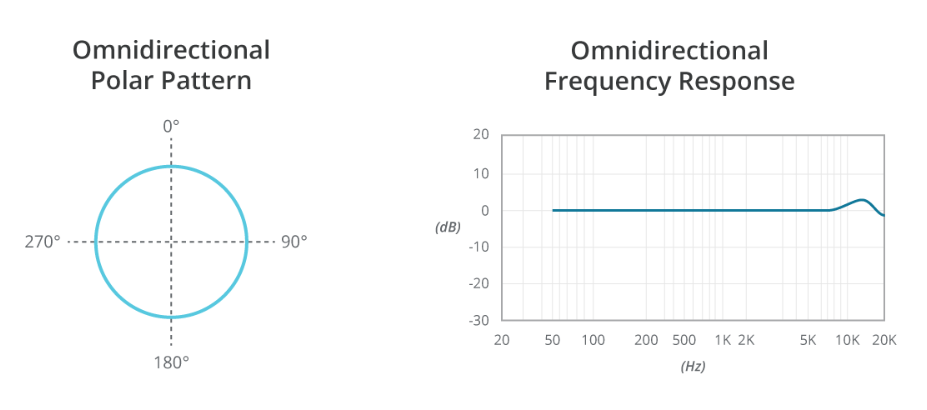 Omnidirectional
Polar Pattern
0°
270°
90°
180°
Omnidirectional
Frequency Response
20
10
0
(dB)
-10
-20
-30
20 50 100 200 500 1K 2K 5K 10K 20K
(Hz)